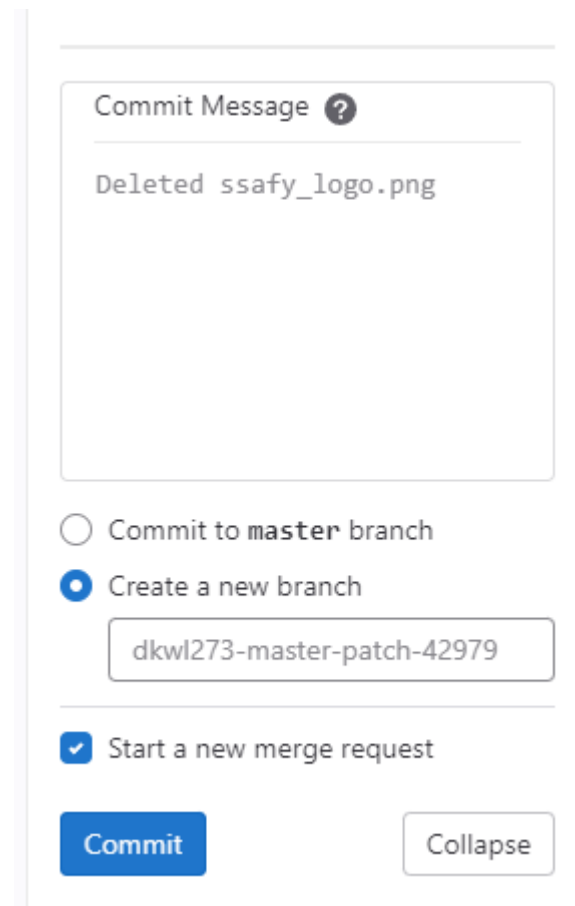 Commit Message ?
Deleted ssafy_logo.png
Commit to master branch
Create a new branch
dkwl273-master-patch-42979
Start a new merge request
Commit
Collapse